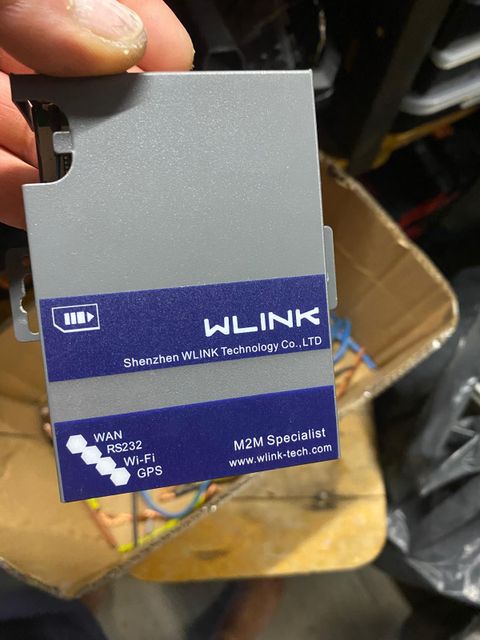 WLINK
Shenzhen WLINK Technology Co.,LTD
WAN
RS232
Wi-Fi
GPS
M2M Specialist
www.wlink-tech.com